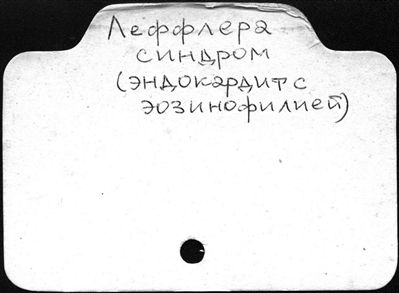 Леффлера
синдром
(эндокардит с
эозинофилией)